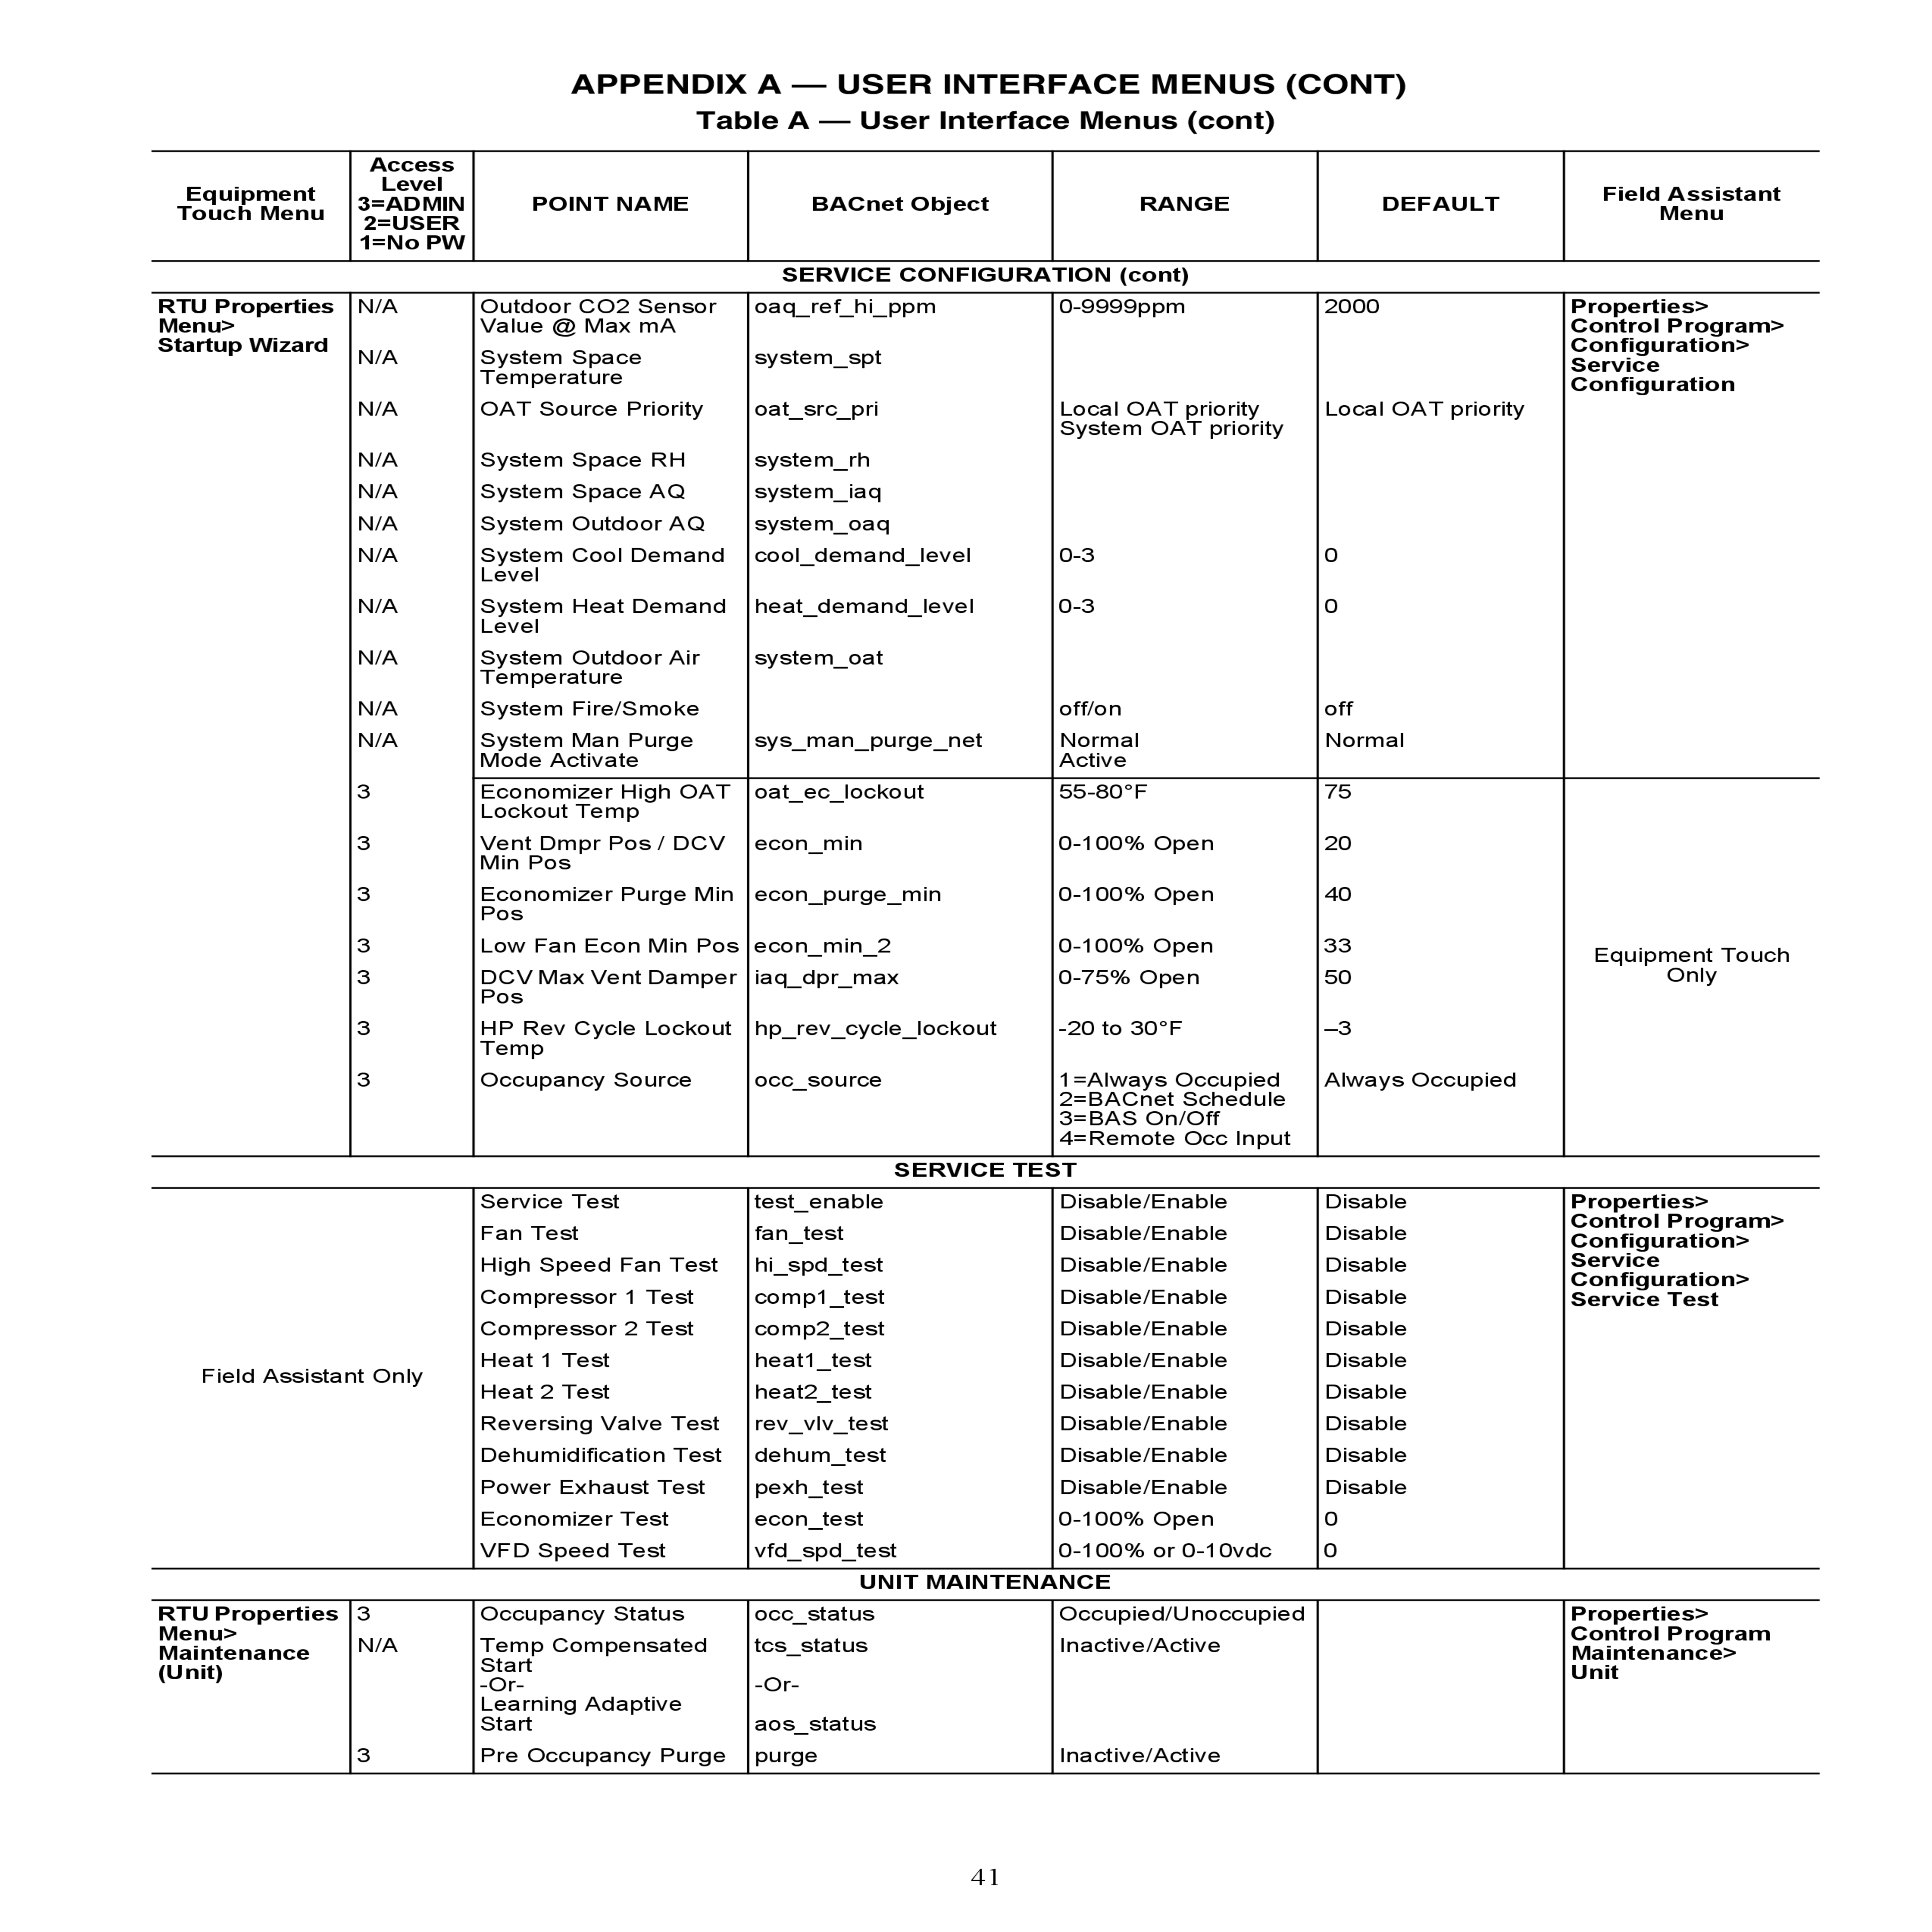 APPENDIX A — USER INTERFACE MENUS (CONT)
Table A — User Interface Menus (cont)
Equipment
Touch Menu
Access
Level
3=ADMIN
2=USER
1=No PW
POINT NAME
BACnet Object
RANGE
DEFAULT
Field Assistant
Menu
SERVICE CONFIGURATION (cont)
RTU Properties
Menu>
Startup Wizard
N/A
Outdoor CO2 Sensor
Value @ Max mA
oaq_ref_hi_ppm
0-9999ppm
2000
Properties>
Control Program>
Configuration>
Service
Configuration
N/A
System Space
Temperature
system_spt
N/A
OAT Source Priority
oat_src_pri
Local OAT priority
System OAT priority
Local OAT priority
N/A
System Space RH
system_rh
N/A
System Space AQ
system_iaq
N/A
System Outdoor AQ
system_oaq
N/A
System Cool Demand
Level
cool_demand_level
0-3
0
N/A
System Heat Demand
Level
heat_demand_level
0-3
0
N/A
System Outdoor Air
Temperature
system_oat
N/A
System Fire/Smoke
off/on
off
N/A
System Man Purge
Mode Activate
sys_man_purge_net
Normal
Active
Normal
3
Economizer High OAT
Lockout Temp
oat_ec_lockout
55-80°F
75
Equipment Touch
Only
3
Vent Dmpr Pos / DCV
Min Pos
econ_min
0-100% Open
20
3
Economizer Purge Min
Pos
econ_purge_min
0-100% Open
40
3
Low Fan Econ Min Pos
econ_min_2
0-100% Open
33
3
DCV Max Vent Damper
Pos
iaq_dpr_max
0-75% Open
50
3
HP Rev Cycle Lockout
Temp
hp_rev_cycle_lockout
-20 to 30°F
–3
3
Occupancy Source
occ_source
1=Always Occupied
2=BACnet Schedule
3=BAS On/Off
4=Remote Occ Input
Always Occupied
SERVICE TEST
Field Assistant Only
Service Test
test_enable
Disable/Enable
Disable
Properties>
Control Program>
Configuration>
Service
Configuration>
Service Test
Fan Test
fan_test
Disable/Enable
Disable
High Speed Fan Test
hi_spd_test
Disable/Enable
Disable
Compressor 1 Test
comp1_test
Disable/Enable
Disable
Compressor 2 Test
comp2_test
Disable/Enable
Disable
Heat 1 Test
heat1_test
Disable/Enable
Disable
Heat 2 Test
heat2_test
Disable/Enable
Disable
Reversing Valve Test
rev_vlv_test
Disable/Enable
Disable
Dehumidification Test
dehum_test
Disable/Enable
Disable
Power Exhaust Test
pexh_test
Disable/Enable
Disable
Economizer Test
econ_test
0-100% Open
0
VFD Speed Test
vfd_spd_test
0-100% or 0-10vdc
0
UNIT MAINTENANCE
RTU Properties
Menu>
Maintenance
(Unit)
3
Occupancy Status
occ_status
Occupied/Unoccupied
Properties>
Control Program
Maintenance>
Unit
N/A
Temp Compensated
Start
-Or-
Learning Adaptive
Start
tcs_status
-Or-
aos_status
Inactive/Active
3
Pre Occupancy Purge
purge
Inactive/Active
41